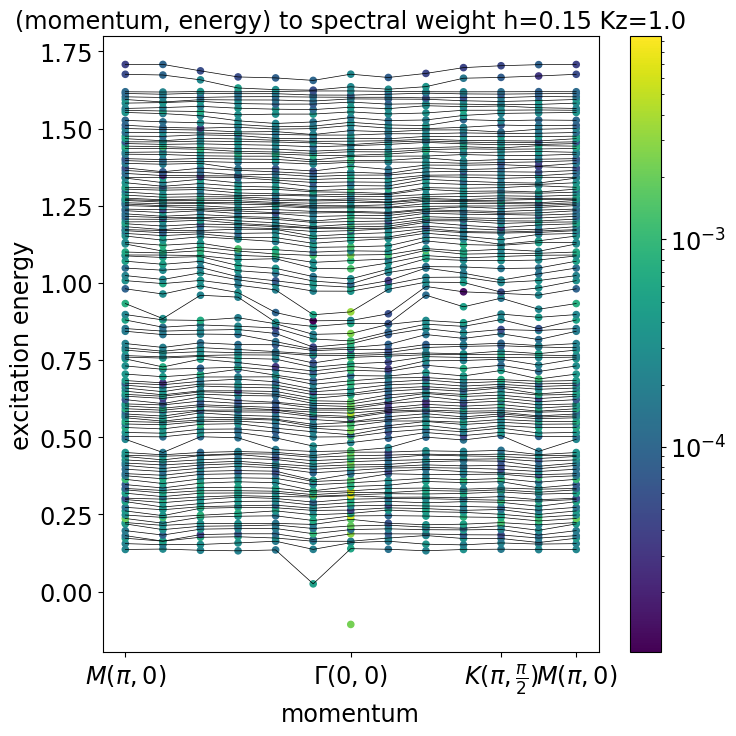 (momentum, energy) to spectral weight h=0.15 Kz=1.0
1.75
1.50
1.25
1.00
0.75
0.50
0.25
0.00
excitation energy
M(π, 0)
Γ(0, 0)
K(π, π/2)
M(π, 0)
momentum
10⁻³
10⁻⁴